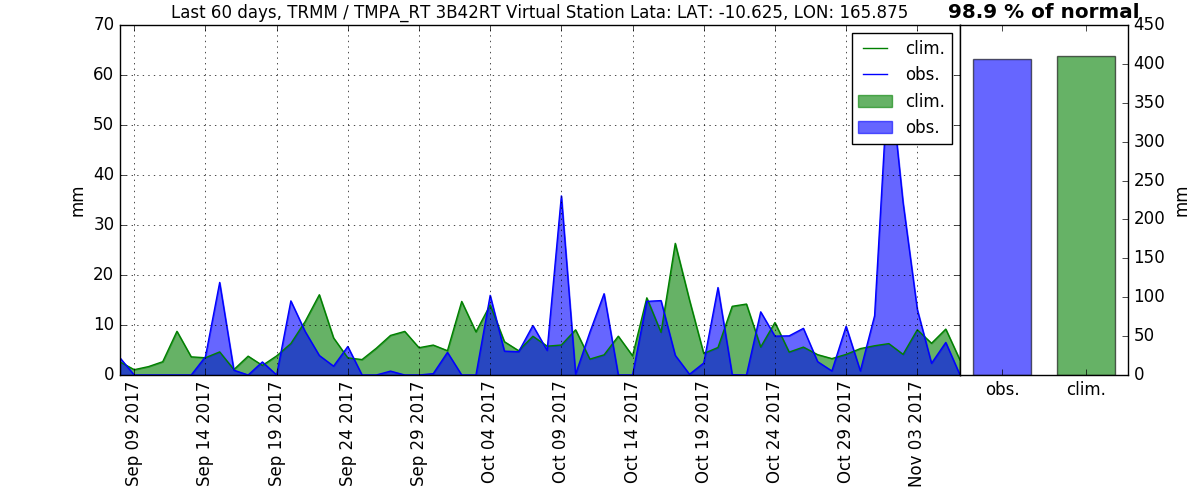 Last 60 days, TRMM / TMPA_RT 3B42RT Virtual Station Lata: LAT: -10.625, LON: 165.875
98.9 % of normal
70
60
50
40
30
20
10
0
mm
clim.
obs.
clim.
obs.
450
400
350
300
250
200
150
100
50
0
mm
obs.
clim.
Sep 09 2017
Sep 14 2017
Sep 19 2017
Sep 24 2017
Sep 29 2017
Oct 04 2017
Oct 09 2017
Oct 14 2017
Oct 19 2017
Oct 24 2017
Oct 29 2017
Nov 03 2017